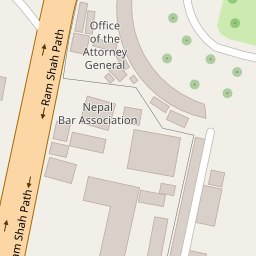 Office
of the
Attorney
General
Ram Shah Path
Nepal
Bar Association
Ram Shah Path